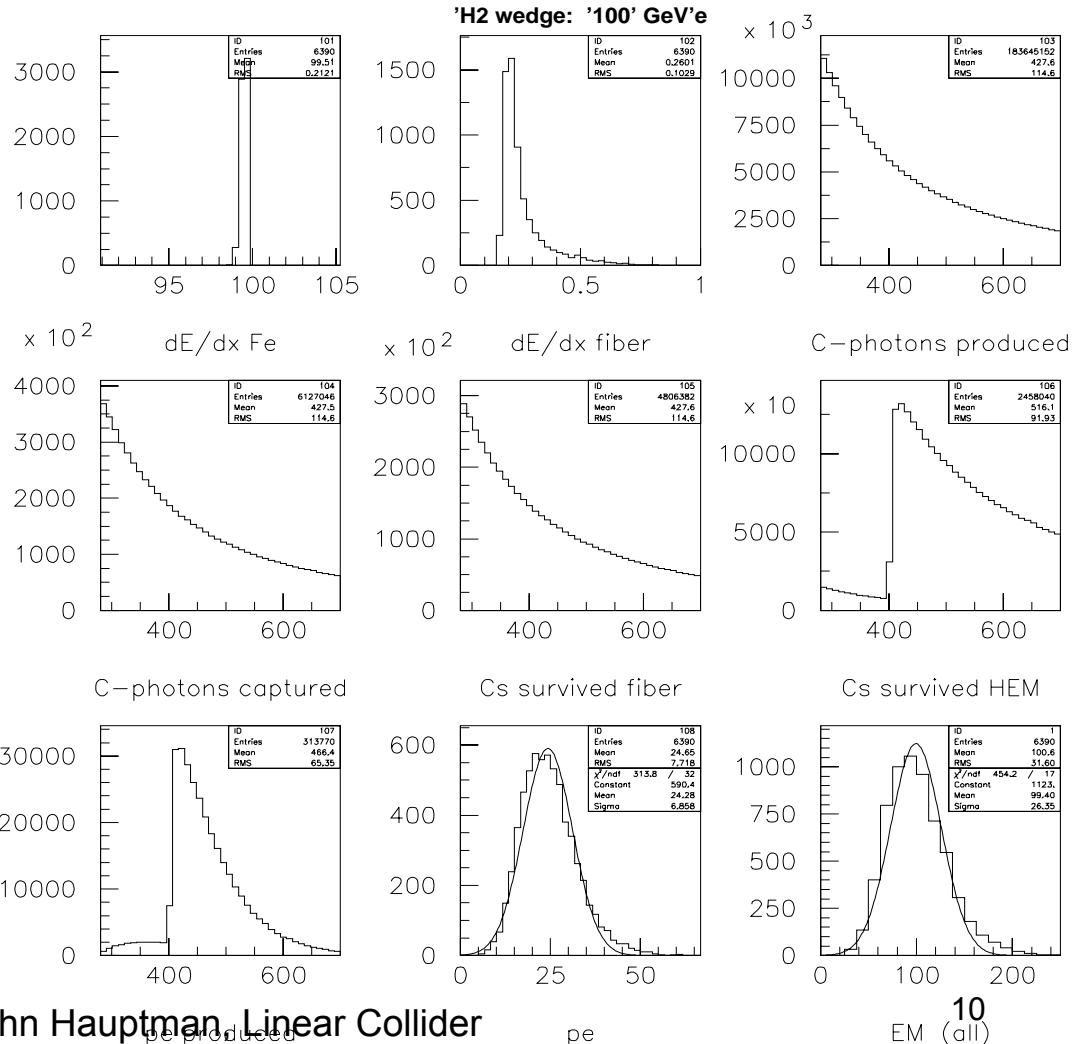 'H2 wedge: '100' GeV'e
ID 101
Entries 6390
Mean 99.51
RMS 0.2121
3000
2000
1000
0
95 100 105
dE/dx Fe
ID 102
Entries 6390
Mean 0.2601
RMS 0.1029
1500
1000
500
0
0 0.5 1
dE/dx fiber
x 10 3
ID 103
Entries 183645152
Mean 427.6
RMS 114.6
10000
7500
5000
2500
0
400 600
C-photons produced
x 10 2
ID 104
Entries 6127046
Mean 427.5
RMS 114.6
4000
3000
2000
1000
0
400 600
C-photons captured
x 10 2
ID 105
Entries 4806382
Mean 427.6
RMS 114.6
3000
2000
1000
0
400 600
Cs survived fiber
x 10
ID 106
Entries 2458040
Mean 516.1
RMS 91.93
10000
5000
0
400 600
Cs survived HEM
ID 107
Entries 313770
Mean 466.4
RMS 65.35
30000
20000
10000
0
400 600
pe produced
ID 108
Entries 6390
Mean 24.65
RMS 7.718
χ²/ndf 313.8 / 32
Constant 590.4
Mean 24.28
Sigma 6.858
600
400
200
0
0 25 50
pe
ID 1
Entries 6390
Mean 100.6
RMS 31.60
χ²/ndf 454.2 / 17
Constant 1123.
Mean 99.40
Sigma 26.35
1000
750
500
250
0
0 100 200
EM (all)
hn Hauptman, Linear Collider
10